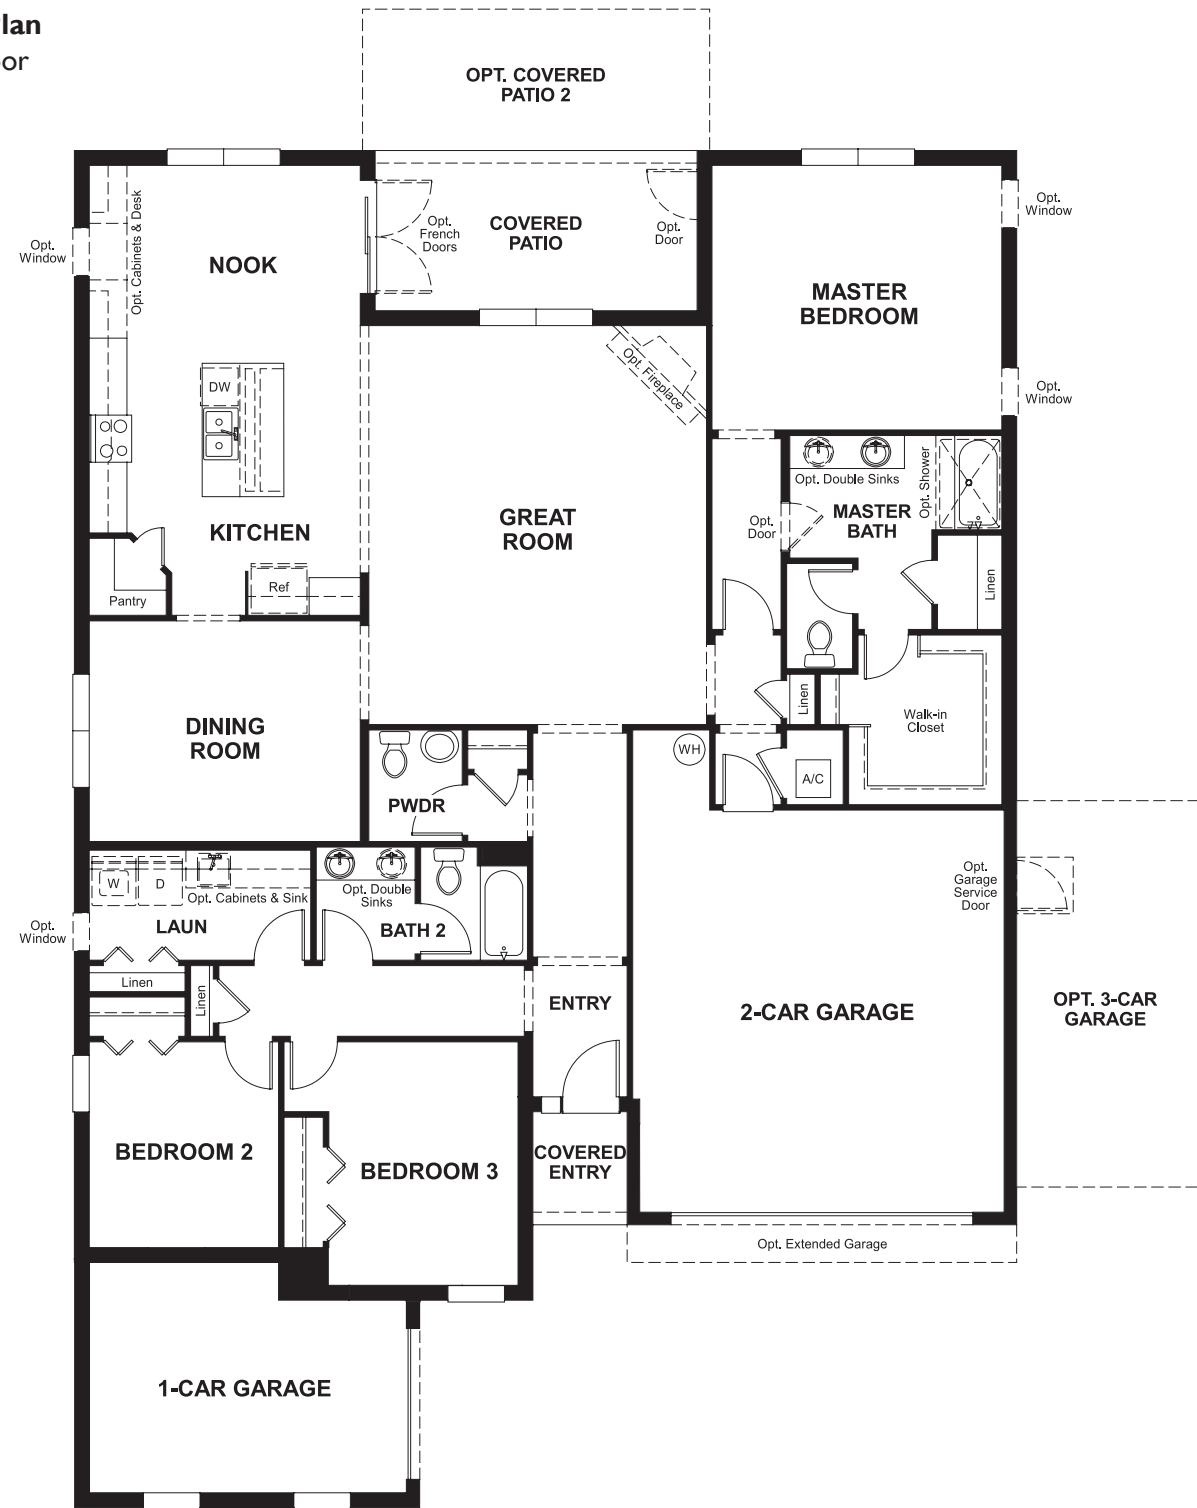 OPT. COVERED
PATIO 2
Opt. Cabinets & Desk
Opt.
Window
NOOK
Opt.
French
Doors
COVERED
PATIO
Opt.
Door
Opt.
Window
MASTER
BEDROOM
Opt. Fireplace
Opt.
Window
DW
KITCHEN
GREAT
ROOM
Opt. Double Sinks
Opt. Shower
MASTER
BATH
Opt.
Door
Linen
Ref
Pantry
Linen
Walk-in
Closet
DINING
ROOM
WH
A/C
PWDR
W
D
Opt. Cabinets & Sink
Opt. Double
Sinks
Opt.
Window
LAUN
BATH 2
Linen
Linen
ENTRY
2-CAR GARAGE
Opt.
Garage
Service
Door
OPT. 3-CAR
GARAGE
BEDROOM 2
BEDROOM 3
COVERED
ENTRY
Opt. Extended Garage
1-CAR GARAGE